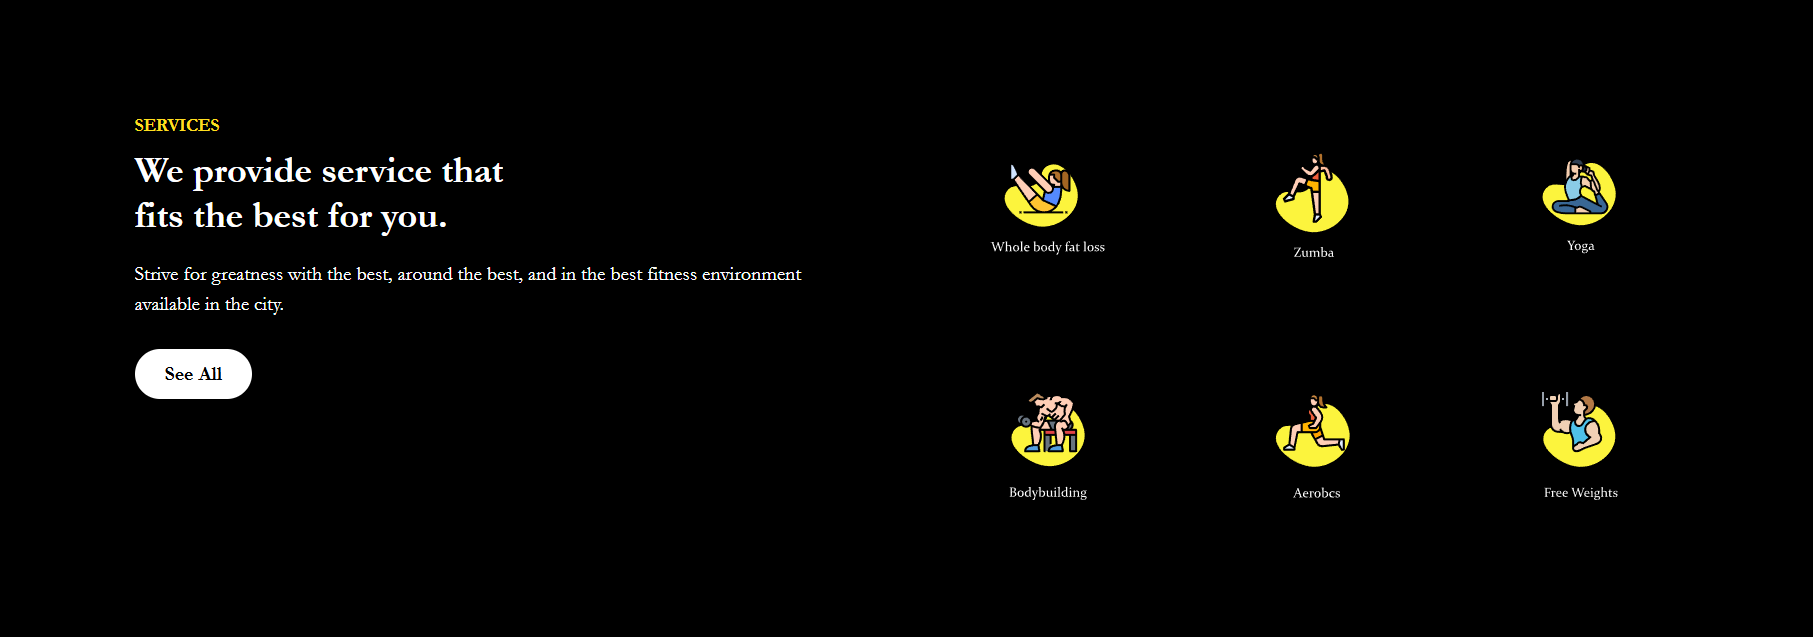 SERVICES
We provide service that
fits the best for you.
Strive for greatness with the best, around the best, and in the best fitness environment
available in the city.
See All
Whole body fat loss
Zumba
Yoga
Bodybuilding
Aerobcs
Free Weights